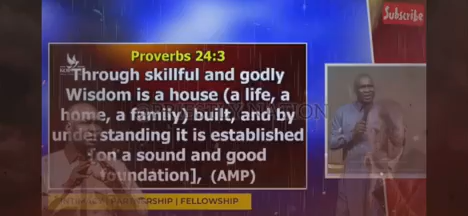 Subscribe
Proverbs 24:3
Through skillful and godly
Wisdom is a house (a life, a
home, a family) built, and by
understanding it is established
[on a sound and good
foundation], (AMP)
FELLOWSHIP